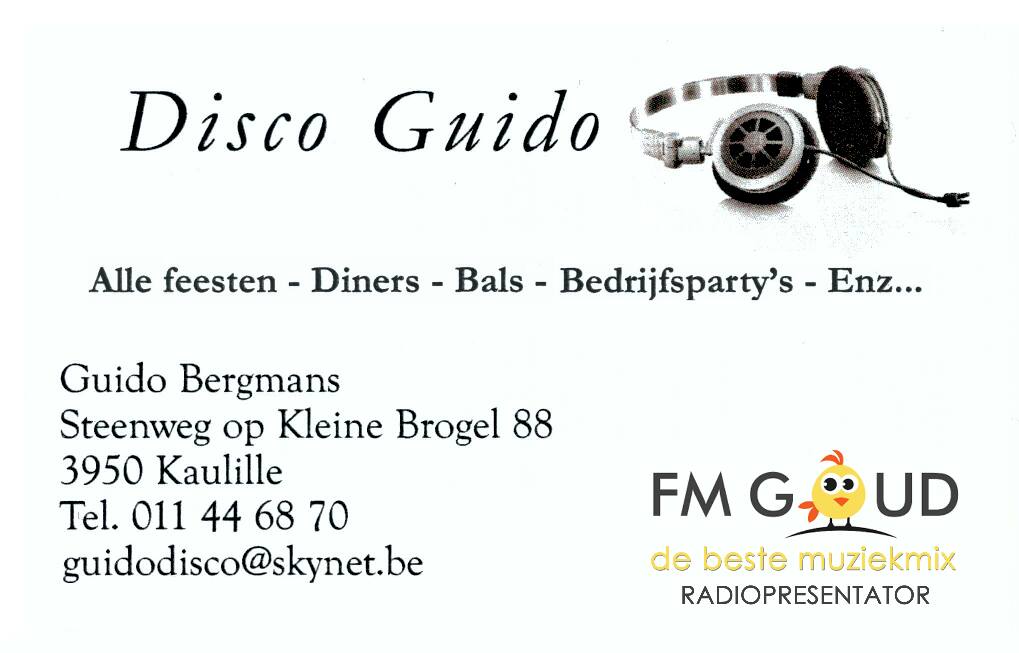 Disco Guido
Alle feesten - Diners - Bals - Bedrijfsparty's - Enz...
Guido Bergmans
Steenweg op Kleine Brogel 88
3950 Kaulille
Tel. 011 44 68 70
guidodisco@skynet.be
FM GOUD
de beste muziekmix
RADIOPRESENTATOR